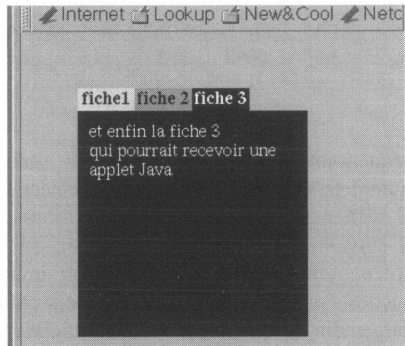 Internet Lookup New&Cool Netc
fiche1 fiche 2 fiche 3
et enfin la fiche 3
qui pourrait recevoir une
applet Java